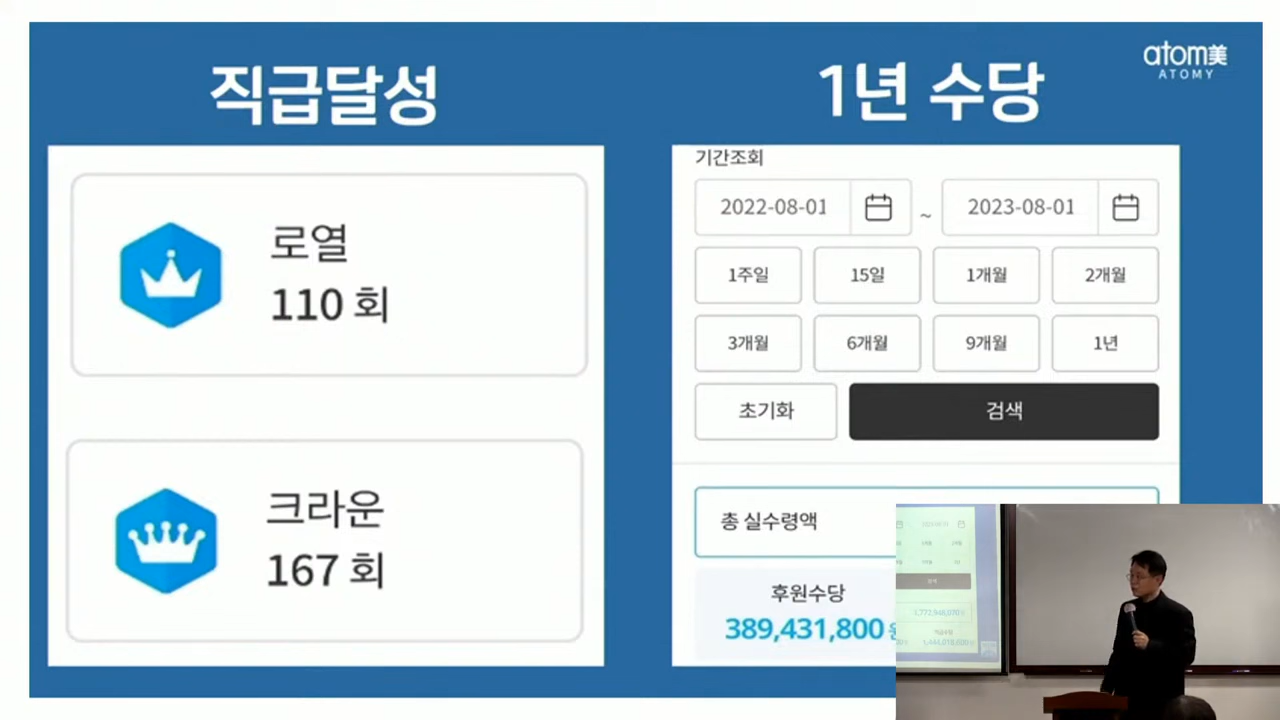 직급달성
1년 수당
atom美
ATOMY
로열
110 회
크라운
167 회
기간조회
2022-08-01
~
2023-08-01
1주일
15일
1개월
2개월
3개월
6개월
9개월
1년
초기화
검색
총 실수령액
후원수당
389,431,800
검색